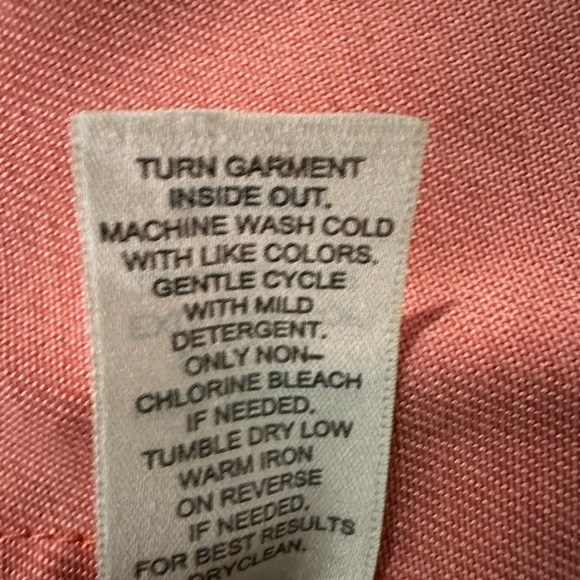 TURN GARMENT
INSIDE OUT.
MACHINE WASH COLD
WITH LIKE COLORS.
GENTLE CYCLE
WITH MILD
DETERGENT.
ONLY NON-
CHLORINE BLEACH
IF NEEDED.
TUMBLE DRY LOW
WARM IRON
ON REVERSE
IF NEEDED.
FOR BEST RESULTS
DRYCLEAN.